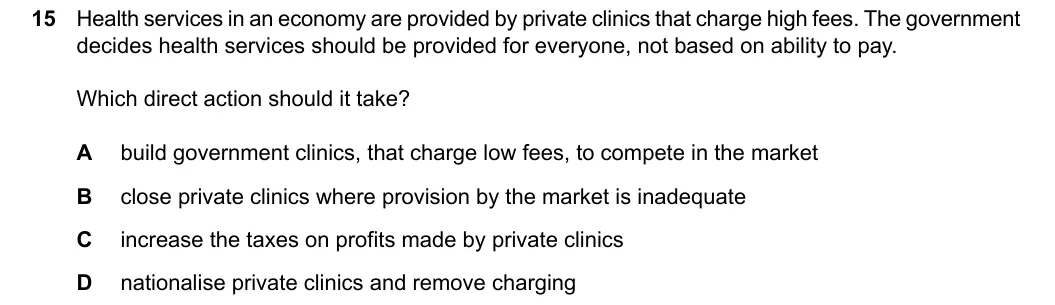 15 Health services in an economy are provided by private clinics that charge high fees. The government
decides health services should be provided for everyone, not based on ability to pay.
Which direct action should it take?
A build government clinics, that charge low fees, to compete in the market
B close private clinics where provision by the market is inadequate
C increase the taxes on profits made by private clinics
D nationalise private clinics and remove charging